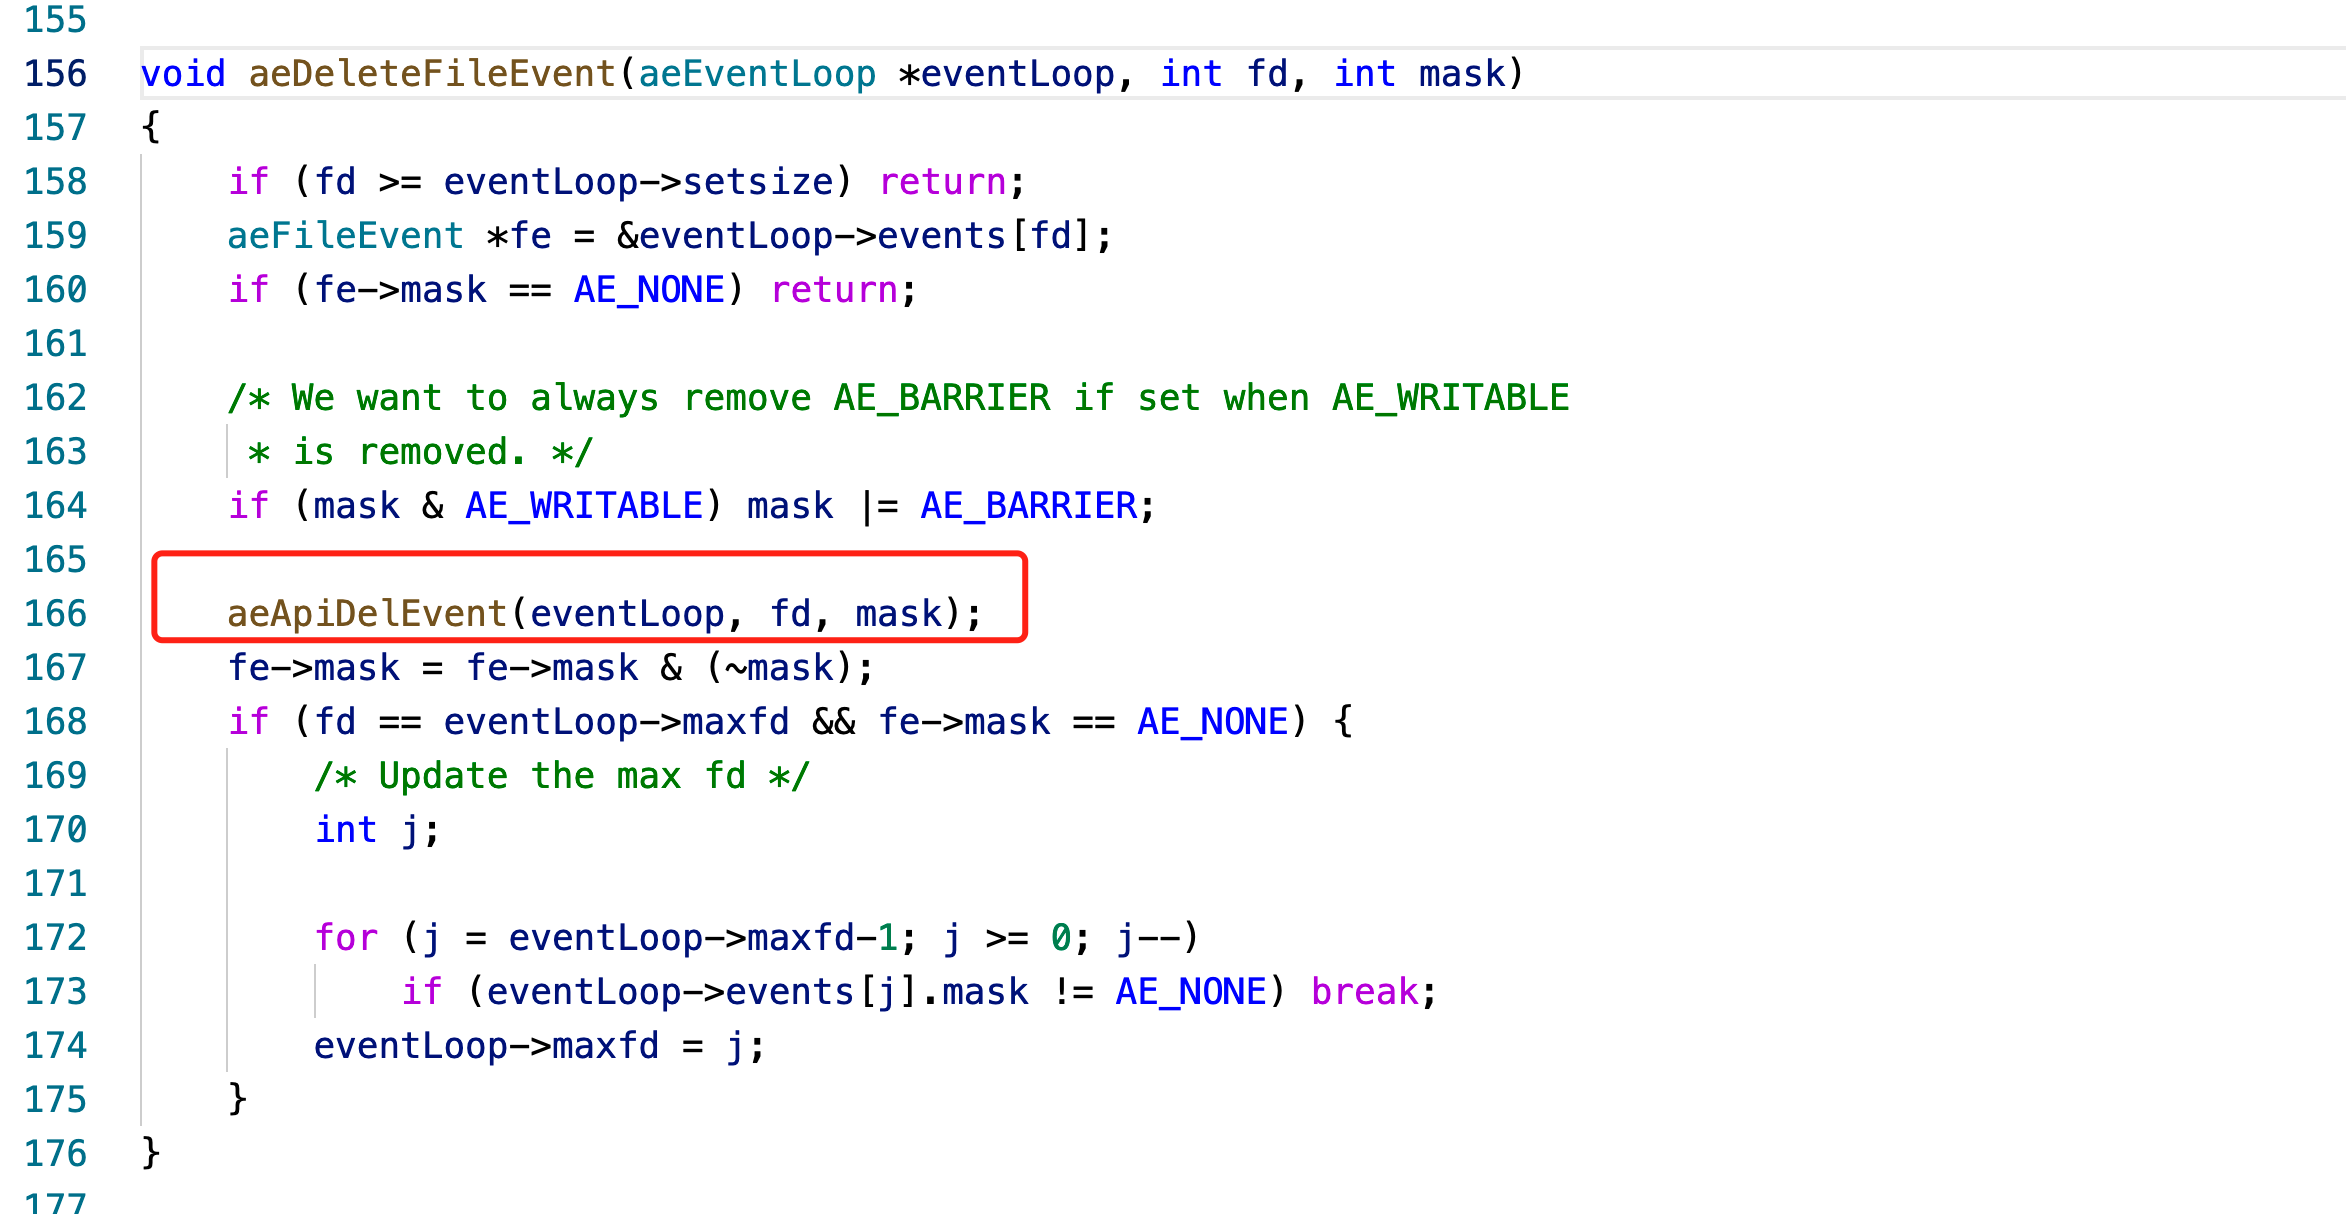 155
156 void aeDeleteFileEvent(aeEventLoop *eventLoop, int fd, int mask)
157 {
158     if (fd >= eventLoop->setsize) return;
159     aeFileEvent *fe = &eventLoop->events[fd];
160     if (fe->mask == AE_NONE) return;
161
162     /* We want to always remove AE_BARRIER if set when AE_WRITABLE
163      * is removed. */
164     if (mask & AE_WRITABLE) mask |= AE_BARRIER;
165
166     aeApiDelEvent(eventLoop, fd, mask);
167     fe->mask = fe->mask & (~mask);
168     if (fd == eventLoop->maxfd && fe->mask == AE_NONE) {
169         /* Update the max fd */
170         int j;
171
172         for (j = eventLoop->maxfd-1; j >= 0; j--)
173             if (eventLoop->events[j].mask != AE_NONE) break;
174         eventLoop->maxfd = j;
175     }
176 }
177